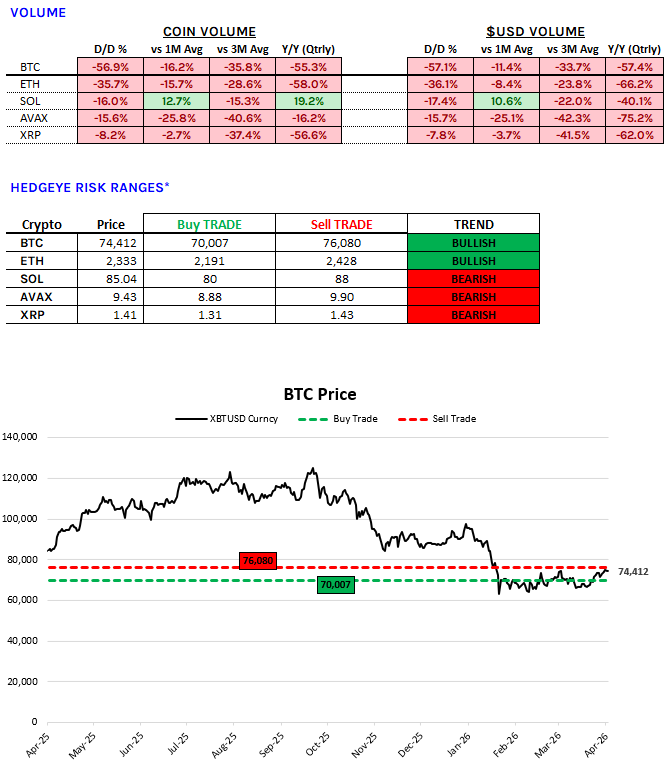 VOLUME
COIN VOLUME $USD VOLUME
D/D % vs 1M Avg vs 3M Avg Y/Y (Qtrly) D/D % vs 1M Avg vs 3M Avg Y/Y (Qtrly)
BTC -56.9% -16.2% -35.8% -55.3% -57.1% -11.4% -33.7% -57.4%
ETH -35.7% -15.7% -28.6% -58.0% -36.1% -8.4% -23.8% -66.2%
SOL -16.0% 12.7% -15.3% 19.2% -17.4% 10.6% -22.0% -40.1%
AVAX -15.6% -25.8% -40.6% -16.2% -15.7% -25.1% -42.3% -75.2%
XRP -8.2% -2.7% -37.4% -56.6% -7.8% -3.7% -41.5% -62.0%
HEDGEYE RISK RANGES*
Crypto Price Buy TRADE Sell TRADE TREND
BTC 74,412 70,007 76,080 BULLISH
ETH 2,333 2,191 2,428 BULLISH
SOL 85.04 80 88 BEARISH
AVAX 9.43 8.88 9.90 BEARISH
XRP 1.41 1.31 1.43 BEARISH
BTC Price
XBTUSD Curncy Buy Trade Sell Trade
140,000
120,000
100,000
80,000
76,080
74,412
70,007
60,000
40,000
20,000
0
Apr-25 May-25 Jun-25 Jul-25 Aug-25 Sep-25 Oct-25 Nov-25 Dec-25 Jan-26 Feb-26 Mar-26 Apr-26